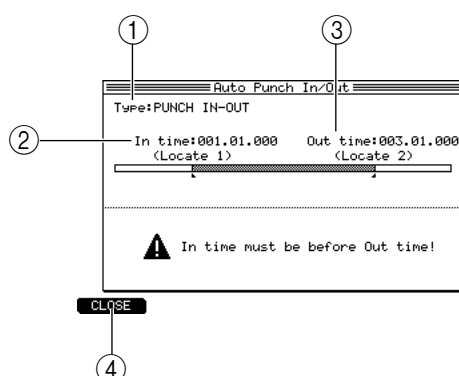 ① ③
Auto Punch In/Out
Type:PUNCH IN-OUT
② In time:001.01.000 Out time:003.01.000
(Locate 1) (Locate 2)
In time must be before Out time!
CLOSE
④